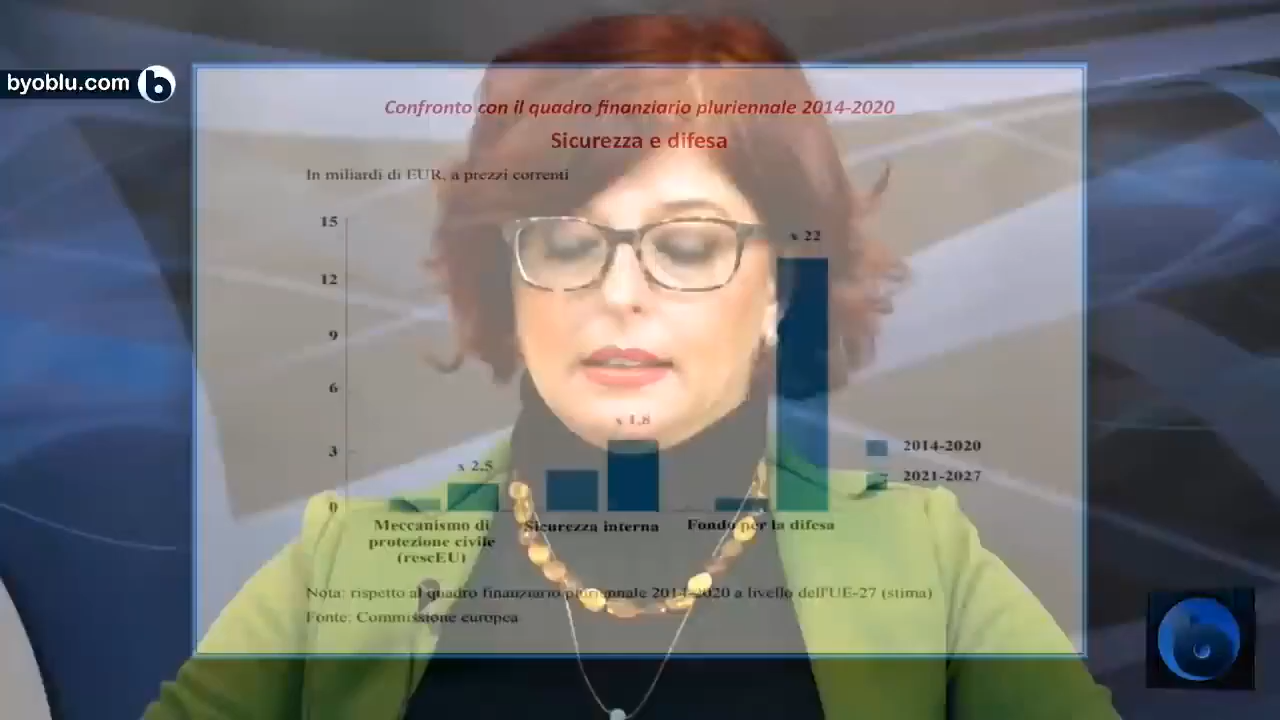 byoblu.com b
Confronto con il quadro finanziario pluriennale 2014-2020
Sicurezza e difesa
In miliardi di EUR, a prezzi correnti
15
x 22
12
9
6
x 1,8
3
x 2,5
2014-2020
2021-2027
0
Meccanismo di protezione civile (rescEU)
Sicurezza interna
Fondo per la difesa
Nota: rispetto al quadro finanziario pluriennale 2014-2020 a livello dell'UE-27 (stima)
Fonte: Commissione europea
b